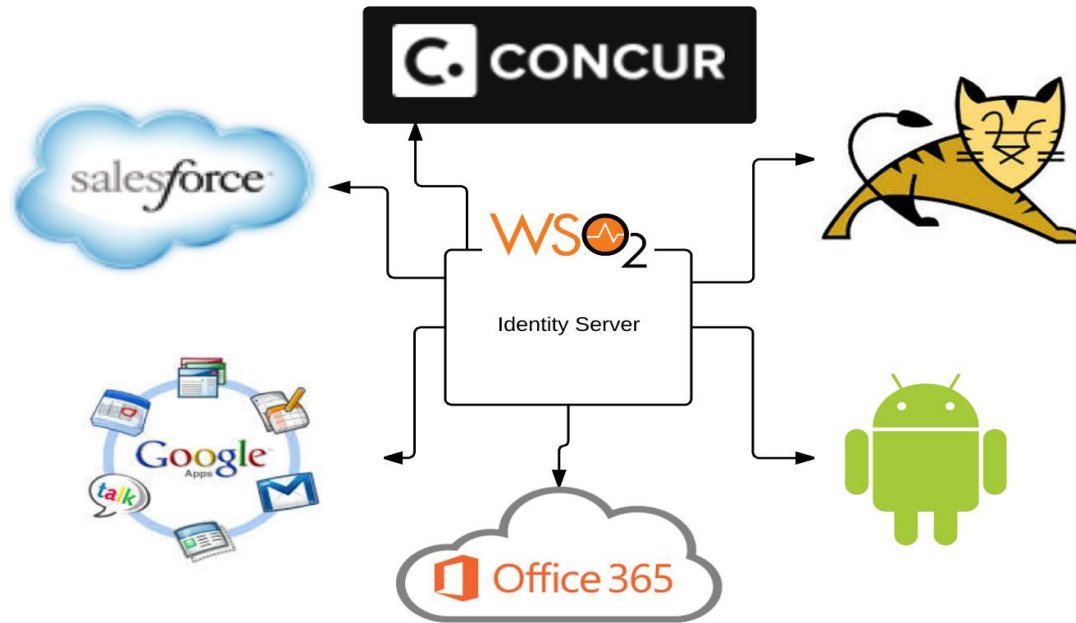 C. CONCUR
salesforce
WSO2
Identity Server
Google
Apps
talk
Office 365